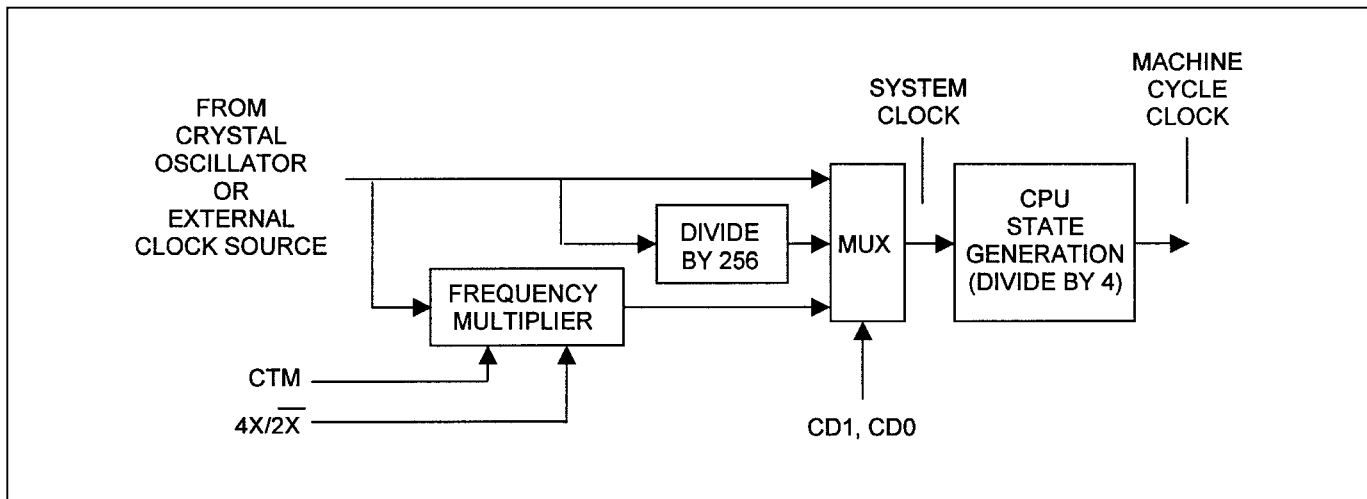 FROM
CRYSTAL
OSCILLATOR
OR
EXTERNAL
CLOCK SOURCE
SYSTEM
CLOCK
MACHINE
CYCLE
CLOCK
DIVIDE
BY 256
MUX
CPU
STATE
GENERATION
(DIVIDE BY 4)
FREQUENCY
MULTIPLIER
CTM
4X/2X̅
CD1, CD0